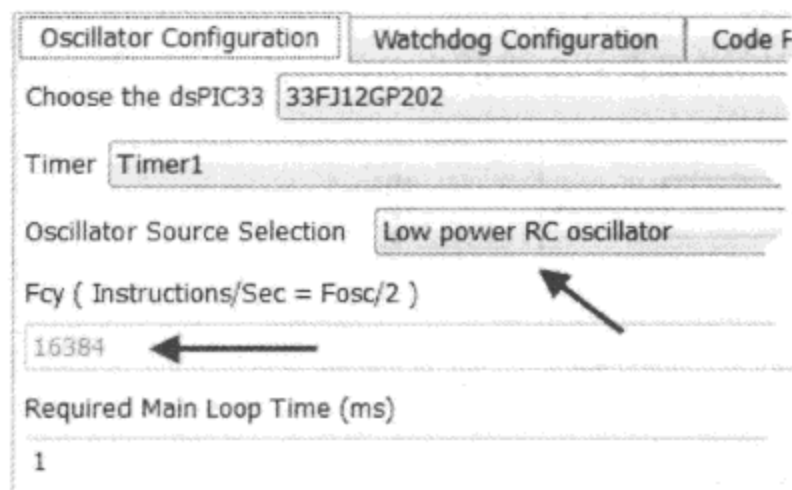 Oscillator Configuration Watchdog Configuration Code
Choose the dsPIC33 33FJ12GP202
Timer Timer1
Oscillator Source Selection Low power RC oscillator
Fcy ( Instructions/Sec = Fosc/2 )
16384
Required Main Loop Time (ms)
1